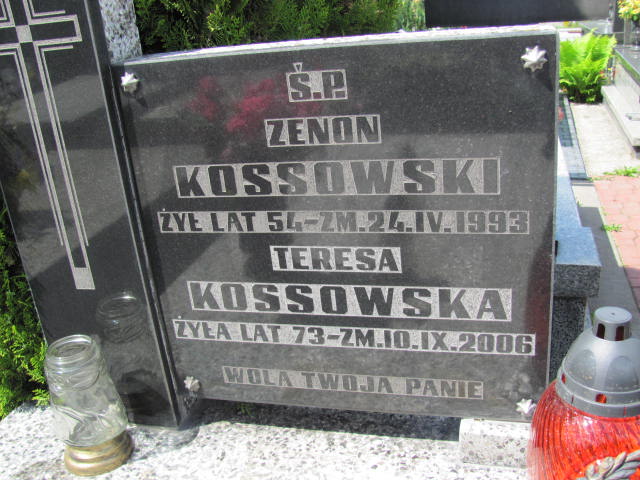 Ś.P.
ZENON
KOSSOWSKI
ŻYŁ LAT 54-ZM.24.IV.1993
TERESA
KOSSOWSKA
ŻYŁA LAT 73-ZM.10.IX.2006
WOLA TWOJA PANIE